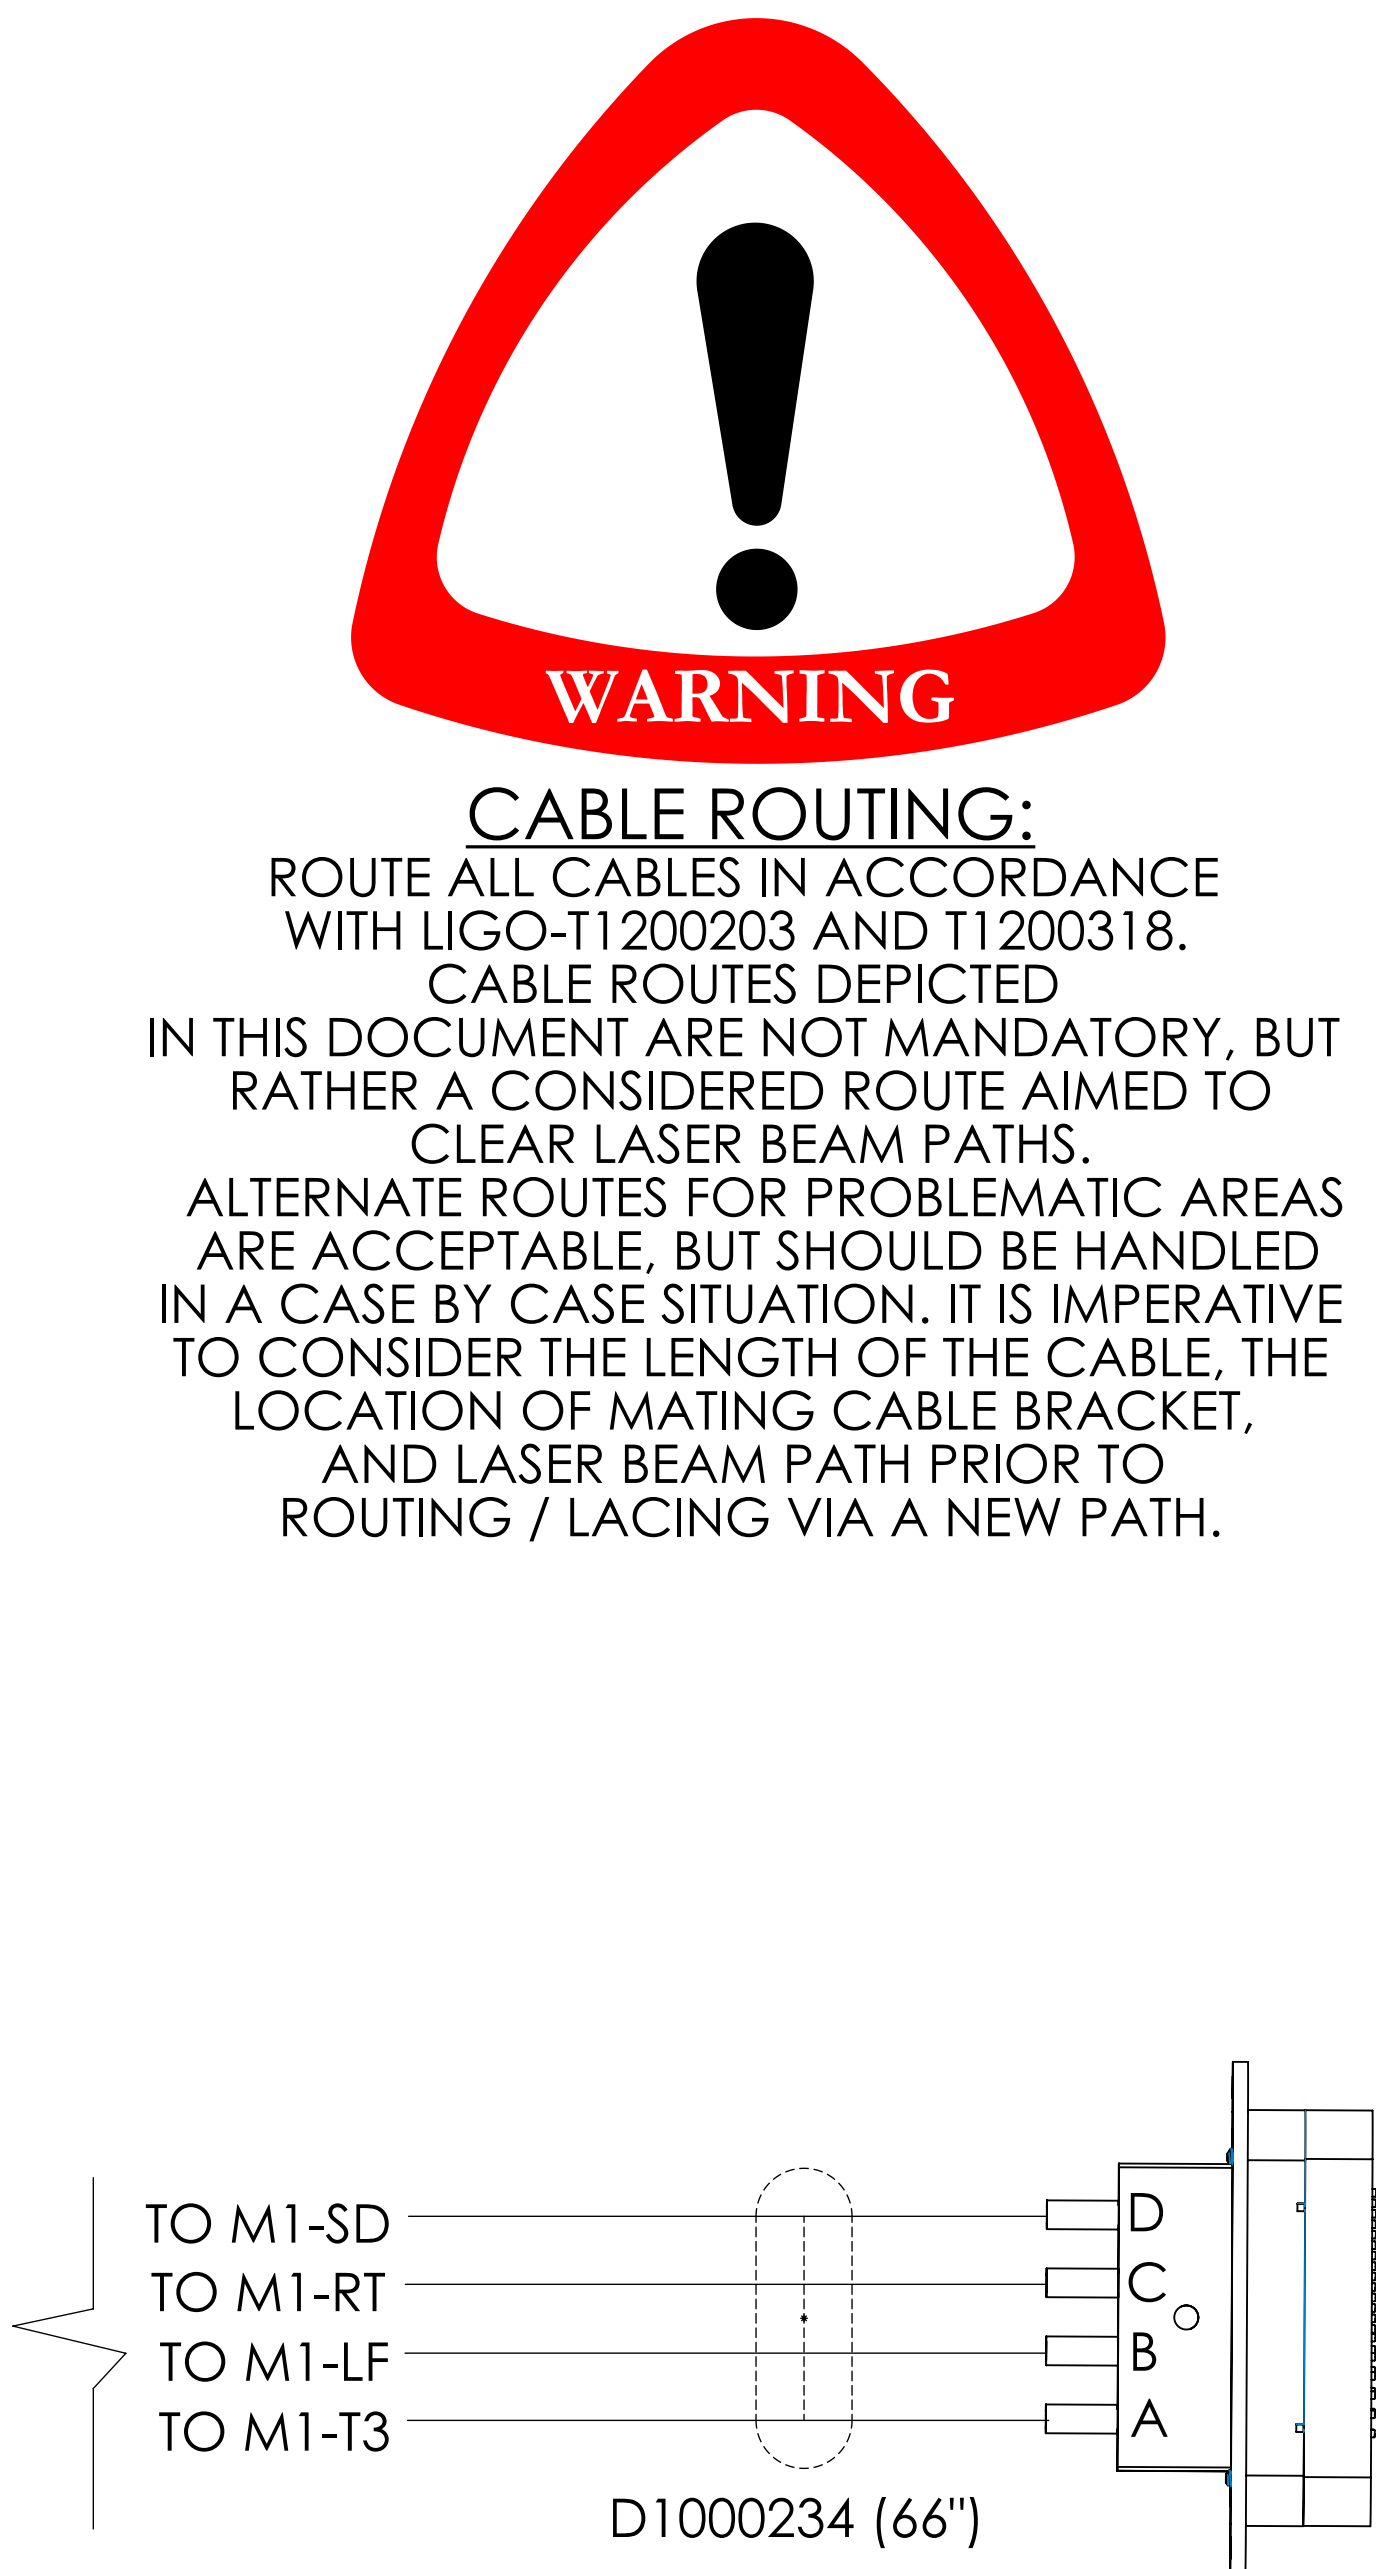 WARNING
CABLE ROUTING:
ROUTE ALL CABLES IN ACCORDANCE
WITH LIGO-T1200203 AND T1200318.
CABLE ROUTES DEPICTED
IN THIS DOCUMENT ARE NOT MANDATORY, BUT
RATHER A CONSIDERED ROUTE AIMED TO
CLEAR LASER BEAM PATHS.
ALTERNATE ROUTES FOR PROBLEMATIC AREAS
ARE ACCEPTABLE, BUT SHOULD BE HANDLED
IN A CASE BY CASE SITUATION. IT IS IMPERATIVE
TO CONSIDER THE LENGTH OF THE CABLE, THE
LOCATION OF MATING CABLE BRACKET,
AND LASER BEAM PATH PRIOR TO
ROUTING / LACING VIA A NEW PATH.
TO M1-SD D
TO M1-RT C
TO M1-LF B
TO M1-T3 A
D1000234 (66")